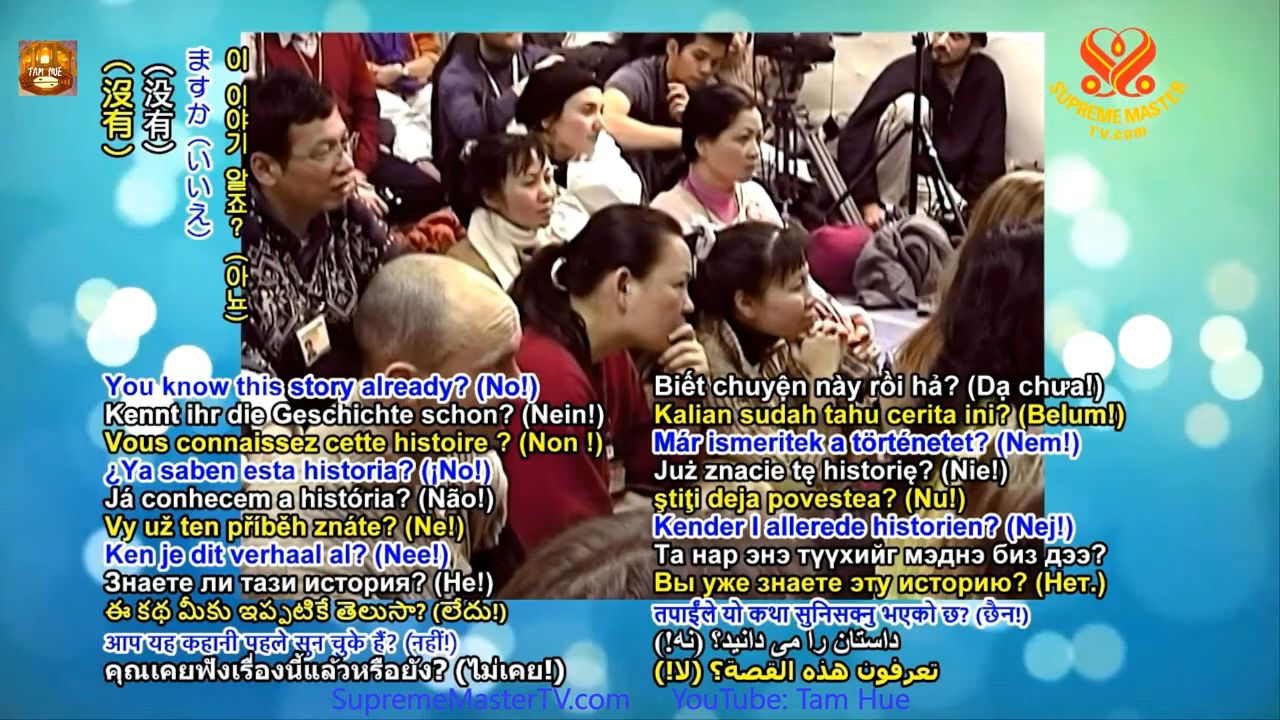 TAM HUE
(没有)
(沒有)
ますか (いいえ)
이 이야기 알죠? (아뇨)
SUPREME MASTER
TV.com
You know this story already? (No!)
Kennt ihr die Geschichte schon? (Nein!)
Vous connaissez cette histoire ? (Non !)
¿Ya saben esta historia? (¡No!)
Já conhecem a história? (Não!)
Vy už ten příběh znáte? (Ne!)
Ken je dit verhaal al? (Nee!)
Знаете ли тази история? (Не!)
ఈ కథ మీకు ఇప్పటికే తెలుసా? (లేదు!)
आप यह कहानी पहले सुन चुके हैं? (नहीं!)
คุณเคยฟังเรื่องนี้แล้วหรือยัง? (ไม่เคย!)
Biết chuyện này rồi hả? (Dạ chưa!)
Kalian sudah tahu cerita ini? (Belum!)
Már ismeritek a történetet? (Nem!)
Już znacie tę historię? (Nie!)
ştiţi deja povestea? (Nu!)
Kender I allerede historien? (Nej!)
Та нар энэ түүхийг мэднэ биз дээ?
Вы уже знаете эту историю? (Нет.)
तपाईंले यो कथा सुनिसक्नु भएको छ? (छैन!)
داستان را می دانید؟ (نه!)
تعرفون هذه القصة؟ (لا!)
SupremeMasterTV.com
YouTube: Tam Hue